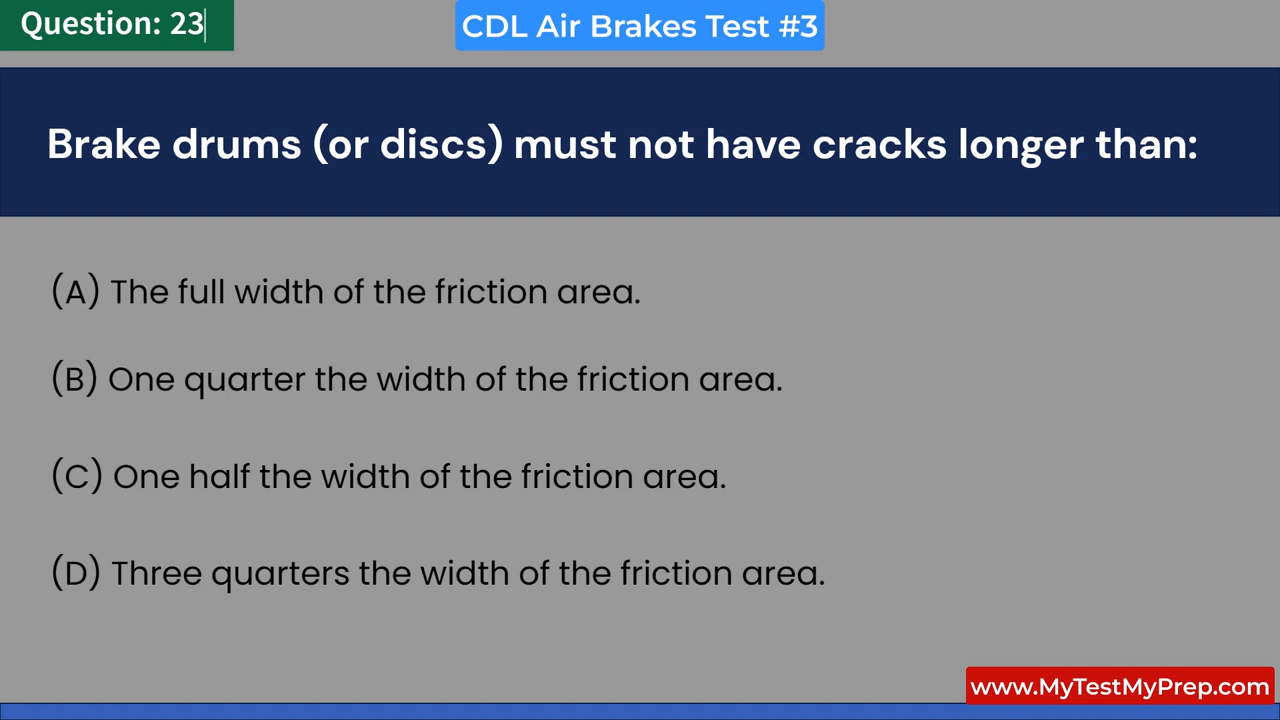 Question: 23
CDL Air Brakes Test #3
Brake drums (or discs) must not have cracks longer than:
(A) The full width of the friction area.
(B) One quarter the width of the friction area.
(C) One half the width of the friction area.
(D) Three quarters the width of the friction area.
www.MyTestMyPrep.com